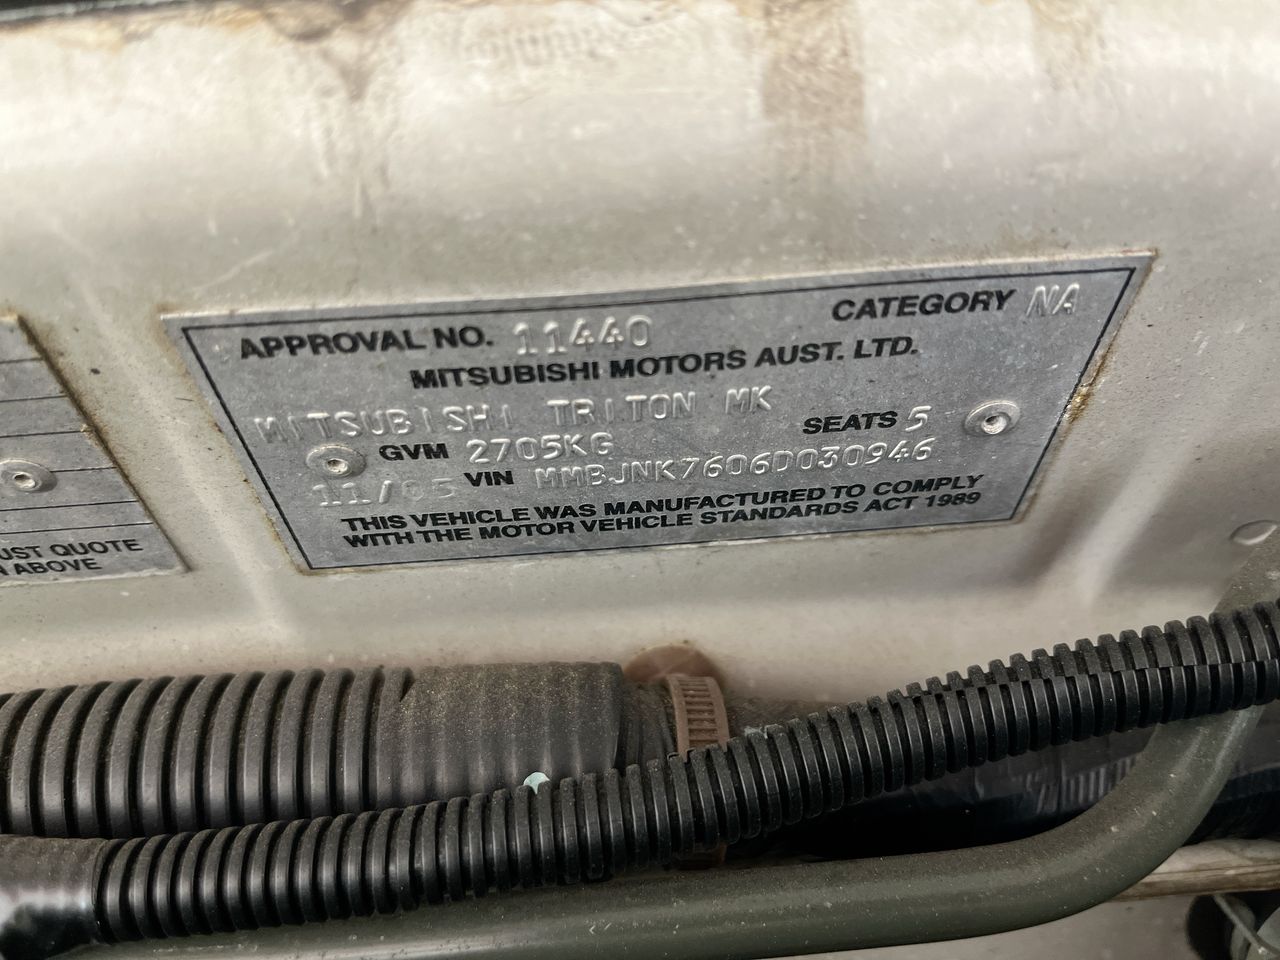 APPROVAL NO. 11440 CATEGORY NA
MITSUBISHI MOTORS AUST. LTD.
MITSUBISHI TRITON MK
GVM 2705KG SEATS 5
11/05 VIN MMBJNK7606D030946
THIS VEHICLE WAS MANUFACTURED TO COMPLY
WITH THE MOTOR VEHICLE STANDARDS ACT 1989
UST QUOTE
ABOVE